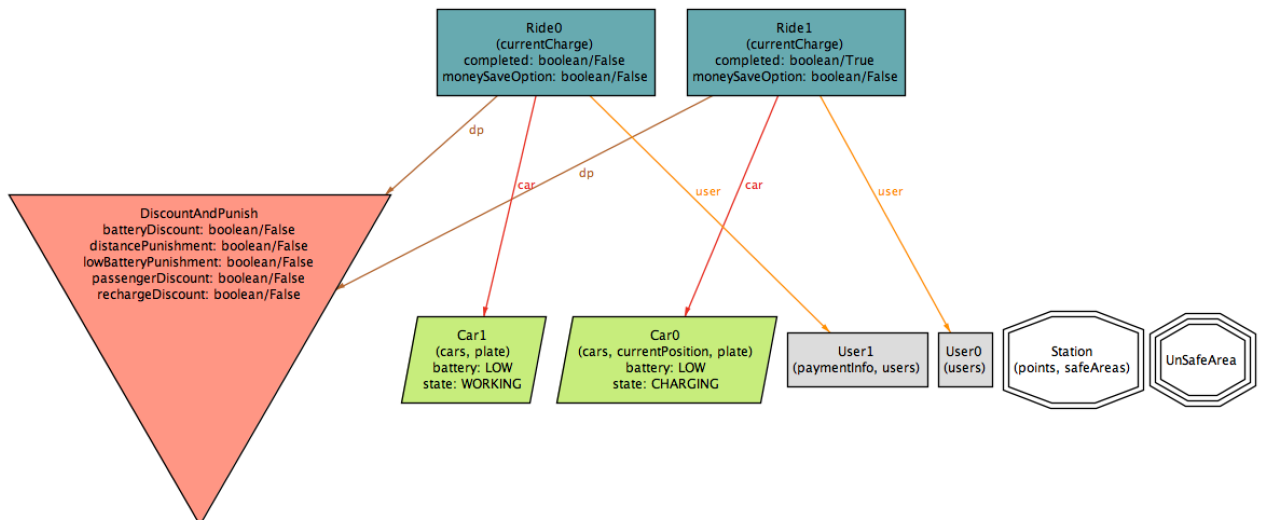 Ride0
(currentCharge)
completed: boolean/False
moneySaveOption: boolean/False
Ride1
(currentCharge)
completed: boolean/True
moneySaveOption: boolean/False
dp
dp
car
user
car
user
DiscountAndPunish
batteryDiscount: boolean/False
distancePunishment: boolean/False
lowBatteryPunishment: boolean/False
passengerDiscount: boolean/False
rechargeDiscount: boolean/False
Car1
(cars, plate)
battery: LOW
state: WORKING
Car0
(cars, currentPosition, plate)
battery: LOW
state: CHARGING
User1
(paymentInfo, users)
User0
(users)
Station
(points, safeAreas)
UnSafeArea